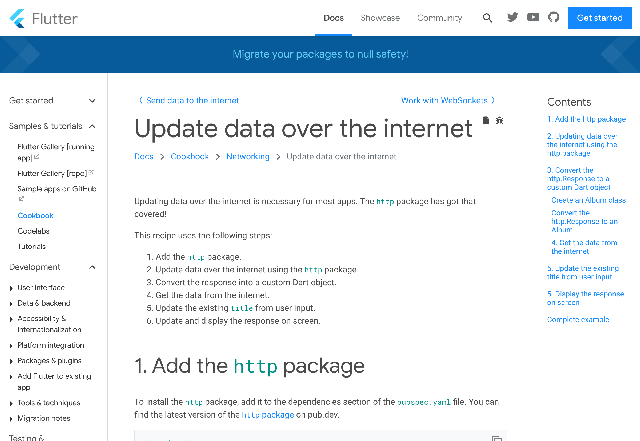 Flutter
Docs
Showcase
Community
Get started
Migrate your packages to null safety!
Get started
Samples & tutorials
Flutter Gallery [running
app]
Flutter Gallery [repo]
Sample apps on GitHub
Cookbook
Codelabs
Tutorials
Development
User interface
Data & backend
Accessibility &
internationalization
Platform integration
Packages & plugins
Add Flutter to existing
app
Tools & techniques
Migration notes
Testing &
Send data to the internet
Work with WebSockets
Update data over the internet
Docs > Cookbook > Networking > Update data over the internet
Updating data over the internet is necessary for most apps. The http package has got that
covered!
This recipe uses the following steps:
1. Add the http package.
2. Update data over the internet using the http package.
3. Convert the response into a custom Dart object.
4. Get the data from the internet.
5. Update the existing title from user input.
6. Update and display the response on screen.
1. Add the http package
To install the http package, add it to the dependencies section of the pubspec.yaml file. You can
find the latest version of the http package on pub.dev.
Contents
1. Add the http package
2. Updating data over
the internet using the
http package
3. Convert the
http.Response to a
custom Dart object
Create an Album class
Convert the
http.Response to an
Album
4. Get the data from
the internet
5. Update the existing
title from user input
5. Display the response
on screen
Complete example